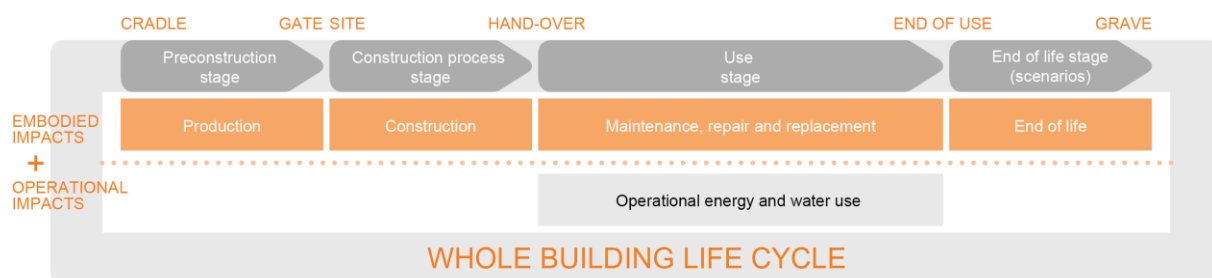 CRADLE GATE SITE HAND-OVER END OF USE GRAVE
Preconstruction
stage
Construction process
stage
Use
stage
End of life stage
(scenarios)
EMBODIED
IMPACTS
Production Construction Maintenance, repair and replacement End of life
+
OPERATIONAL
IMPACTS
Operational energy and water use
WHOLE BUILDING LIFE CYCLE